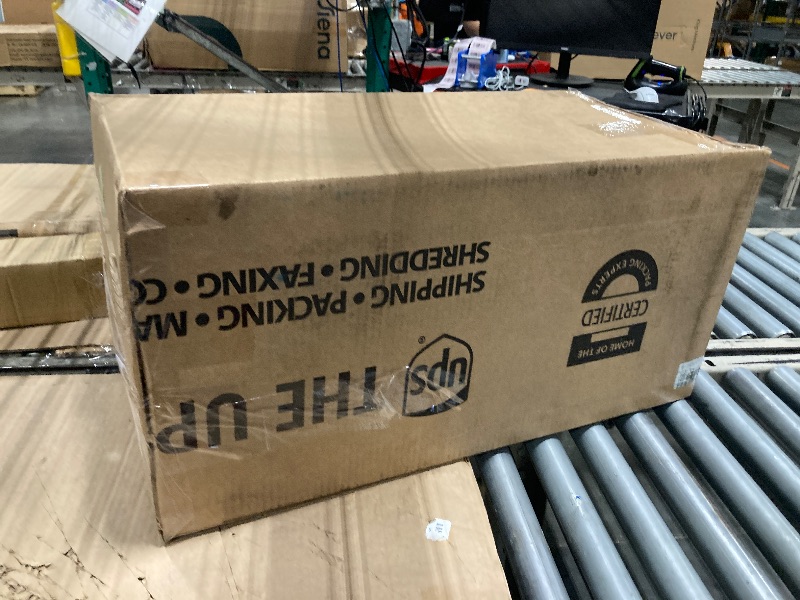 ups THE UP
SHIPPING • PACKING • MA
SHREDDING • FAXING • CO
HOME OF THE
CERTIFIED
PACKING EXPERTS